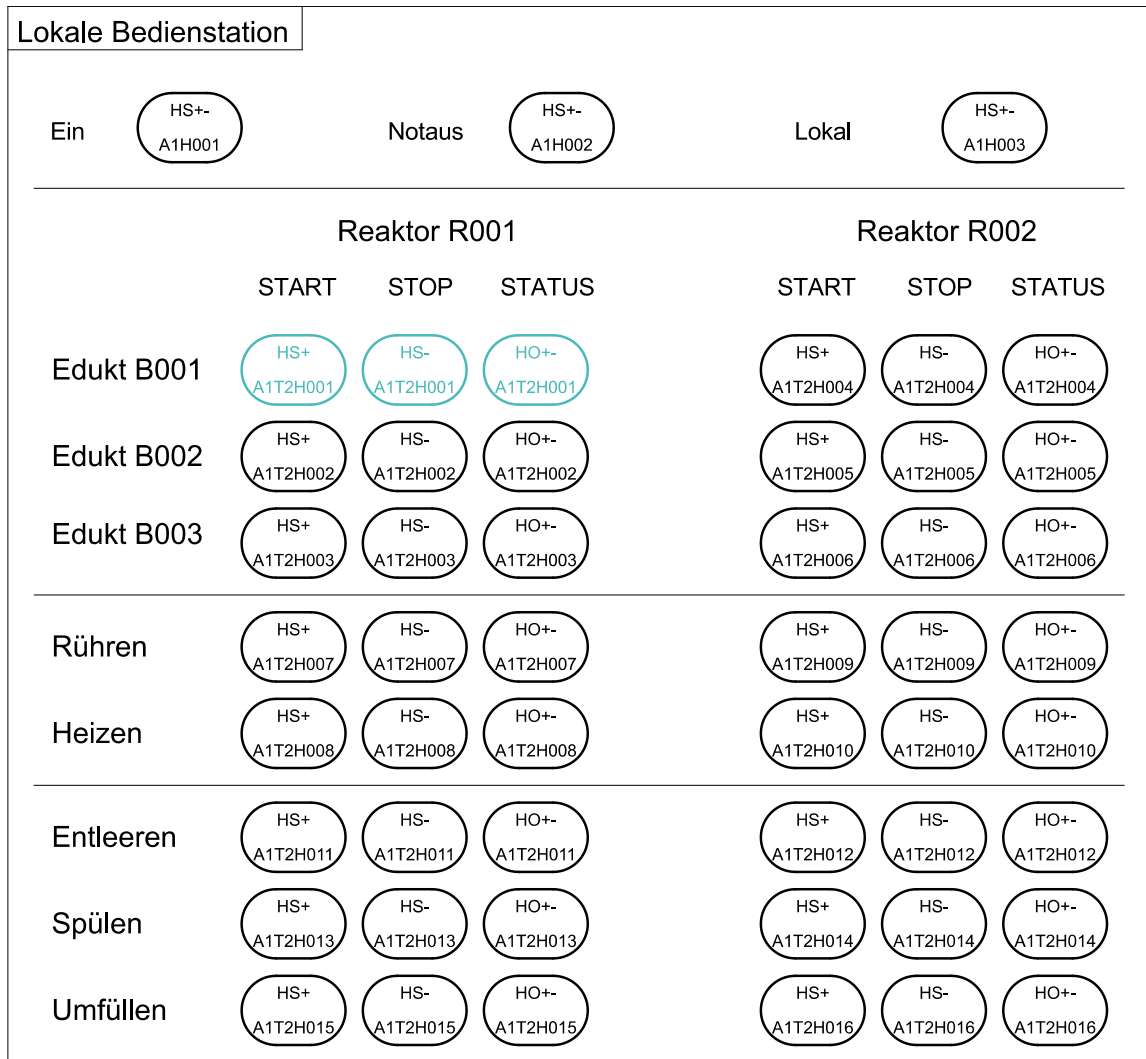 Lokale Bedienstation
Ein HS+- A1H001 Notaus HS+- A1H002 Lokal HS+- A1H003
Reaktor R001 Reaktor R002
START STOP STATUS START STOP STATUS
HS+ HS- HO+- HS+ HS- HO+-
Edukt B001
A1T2H001 A1T2H001 A1T2H001 A1T2H004 A1T2H004 A1T2H004
HS+ HS- HO+- HS+ HS- HO+-
Edukt B002
A1T2H002 A1T2H002 A1T2H002 A1T2H005 A1T2H005 A1T2H005
HS+ HS- HO+- HS+ HS- HO+-
Edukt B003
A1T2H003 A1T2H003 A1T2H003 A1T2H006 A1T2H006 A1T2H006
HS+ HS- HO+- HS+ HS- HO+-
Rühren
A1T2H007 A1T2H007 A1T2H007 A1T2H009 A1T2H009 A1T2H009
HS+ HS- HO+- HS+ HS- HO+-
Heizen
A1T2H008 A1T2H008 A1T2H008 A1T2H010 A1T2H010 A1T2H010
HS+ HS- HO+- HS+ HS- HO+-
Entleeren
A1T2H011 A1T2H011 A1T2H011 A1T2H012 A1T2H012 A1T2H012
HS+ HS- HO+- HS+ HS- HO+-
Spülen
A1T2H013 A1T2H013 A1T2H013 A1T2H014 A1T2H014 A1T2H014
HS+ HS- HO+- HS+ HS- HO+-
Umfüllen
A1T2H015 A1T2H015 A1T2H015 A1T2H016 A1T2H016 A1T2H016